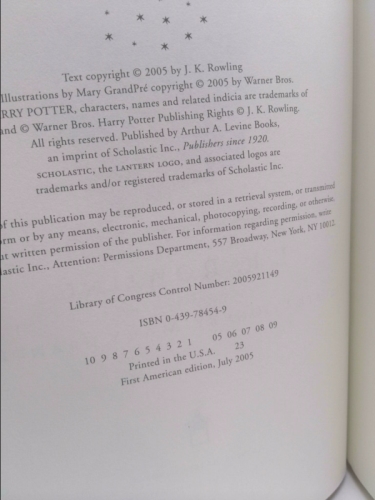 Text copyright © 2005 by J. K. Rowling
Illustrations by Mary GrandPré copyright © 2005 by Warner Bros.
RRY POTTER, characters, names and related indicia are trademarks of
and © Warner Bros. Harry Potter Publishing Rights © J. K. Rowling.
All rights reserved. Published by Arthur A. Levine Books,
an imprint of Scholastic Inc., Publishers since 1920.
SCHOLASTIC, the LANTERN LOGO, and associated logos are
trademarks and/or registered trademarks of Scholastic Inc.
of this publication may be reproduced, or stored in a retrieval system, or transmitted
orm or by any means, electronic, mechanical, photocopying, recording, or otherwise,
ut written permission of the publisher. For information regarding permission, write
lastic Inc., Attention: Permissions Department, 557 Broadway, New York, NY 10012.
Library of Congress Control Number: 2005921149
ISBN 0-439-78454-9
10 9 8 7 6 5 4 3 2 1 05 06 07 08 09
Printed in the U.S.A. 23
First American edition, July 2005